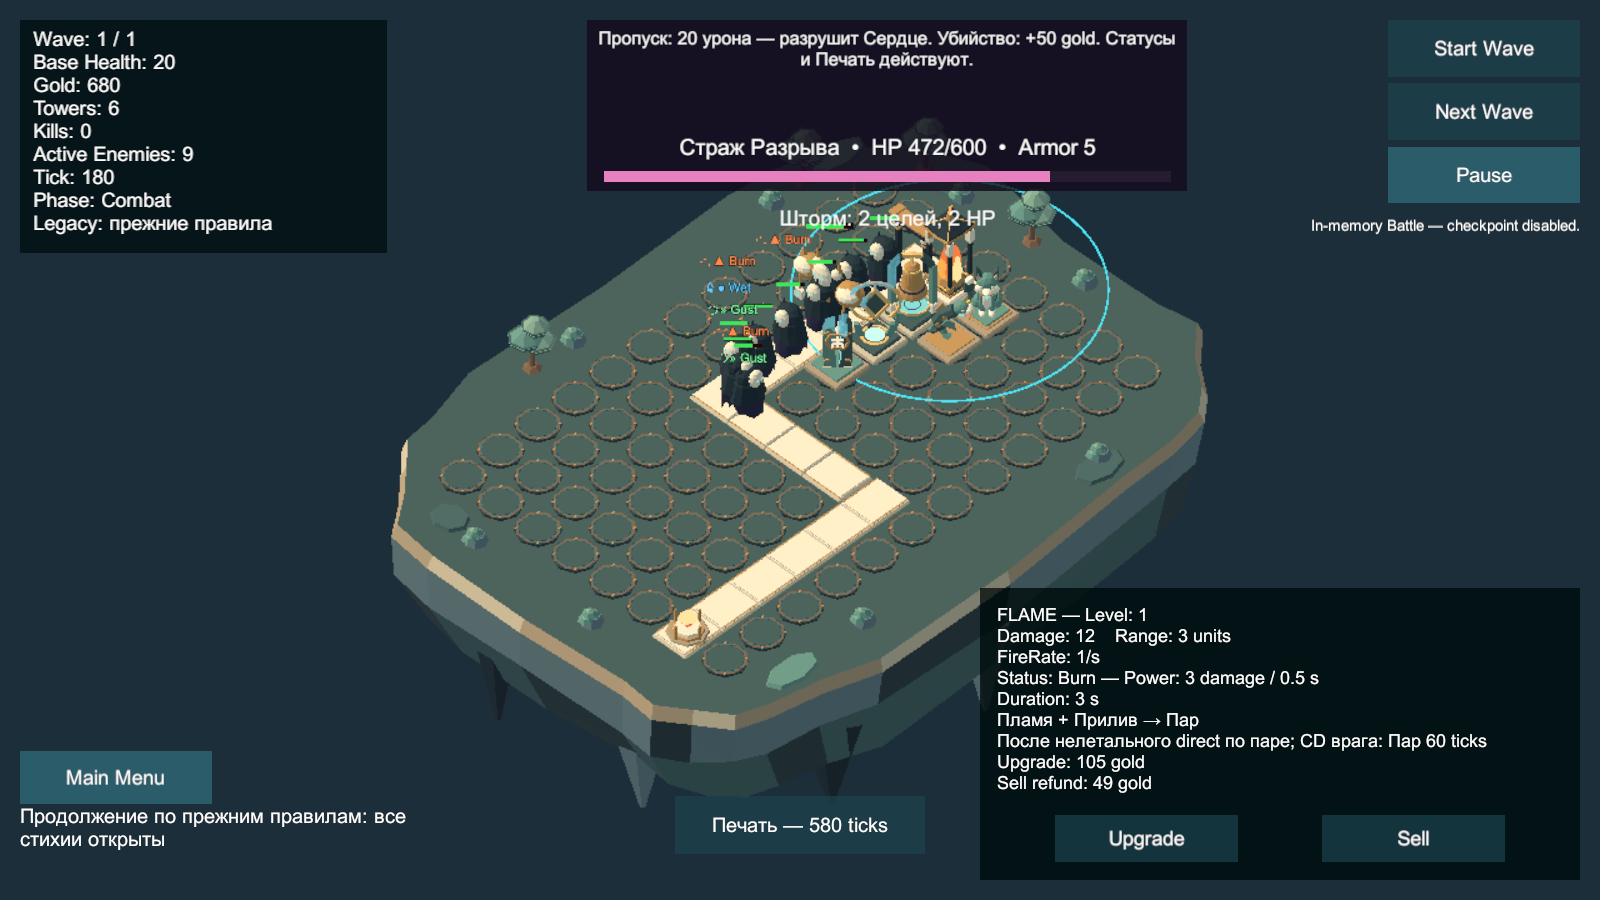 Wave: 1 / 1
Base Health: 20
Gold: 680
Towers: 6
Kills: 0
Active Enemies: 9
Tick: 180
Phase: Combat
Legacy: прежние правила
Пропуск: 20 урона — разрушит Сердце. Убийство: +50 gold. Статусы
и Печать действуют.
Страж Разрыва • HP 472/600 • Armor 5
Start Wave
Next Wave
Pause
In-memory Battle — checkpoint disabled.
Шторм: 2 целей, 2 HP
Burn
Burn
Wet
Gust
Burn
Gust
FLAME — Level: 1
Damage: 12 Range: 3 units
FireRate: 1/s
Status: Burn — Power: 3 damage / 0.5 s
Duration: 3 s
Пламя + Прилив → Пар
После нелетального direct по паре; CD врага: Пар 60 ticks
Upgrade: 105 gold
Sell refund: 49 gold
Upgrade
Sell
Main Menu
Продолжение по прежним правилам: все
стихии открыты
Печать — 580 ticks